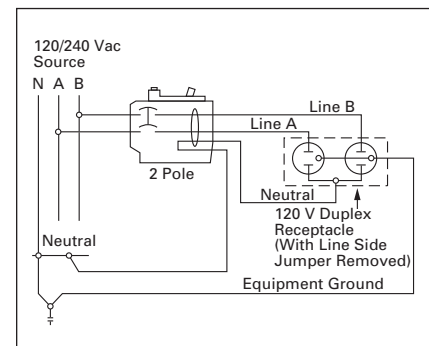 120/240 Vac
Source
N A B
Line B
Line A
2 Pole
Neutral
120 V Duplex
Receptacle
(With Line Side
Jumper Removed)
Neutral
Equipment Ground